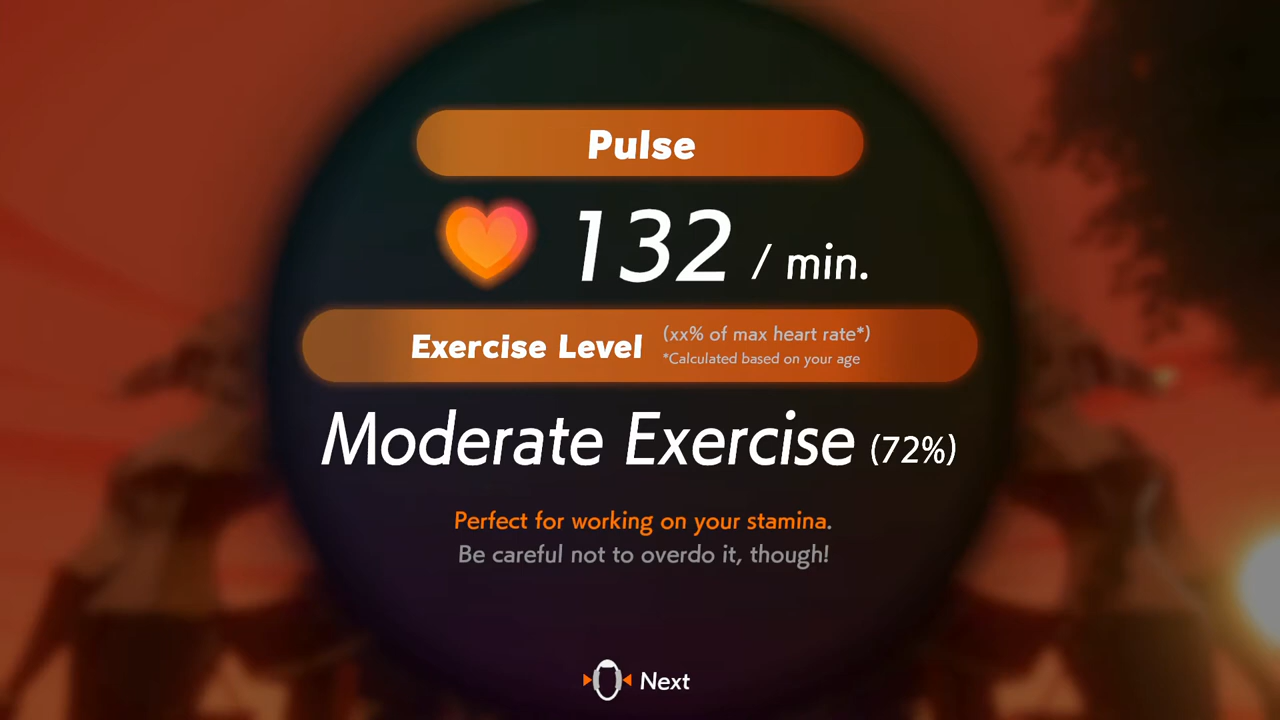 Pulse
132 / min.
Exercise Level (xx% of max heart rate*)
*Calculated based on your age
Moderate Exercise (72%)
Perfect for working on your stamina.
Be careful not to overdo it, though!
Next